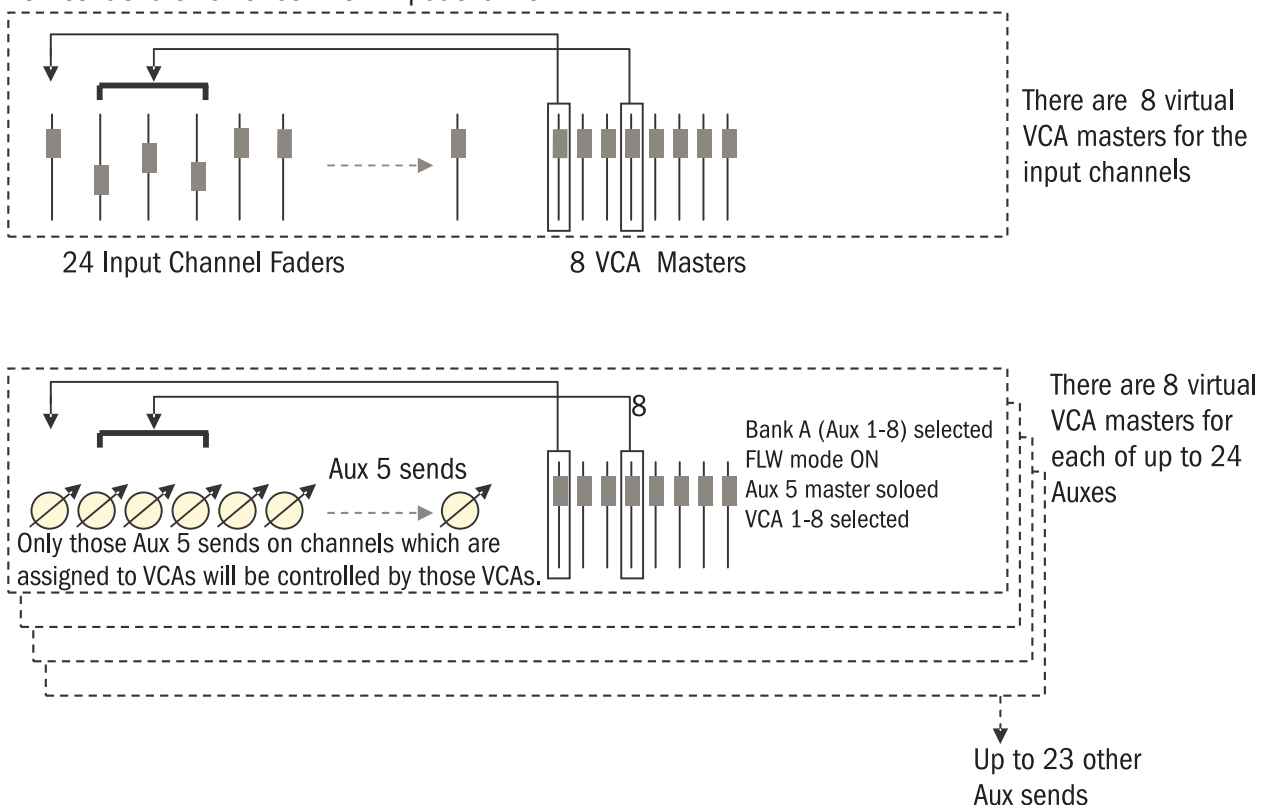 There are 8 virtual
VCA masters for the
input channels
24 Input Channel Faders
8 VCA Masters
There are 8 virtual
VCA masters for
each of up to 24
Auxes
8
Bank A (Aux 1-8) selected
FLW mode ON
Aux 5 master soloed
VCA 1-8 selected
Aux 5 sends
Only those Aux 5 sends on channels which are
assigned to VCAs will be controlled by those VCAs.
Up to 23 other
Aux sends